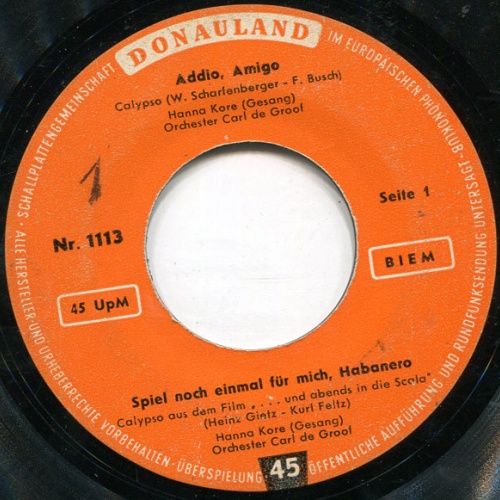 DONAULAND
SCHALLPLATTENGEMEINSCHAFT
IM EUROPÄISCHEN PHONOKLUB -
Addio, Amigo
Calypso (W. Scharfenberger - F. Busch)
Hanna Kore (Gesang)
Orchester Carl de Groof
1
Nr. 1113
Seite 1
45 UpM
BIEM
Spiel noch einmal für mich, Habanero
Calypso aus dem Film „... und abends in die Scala"
(Heinz Gietz - Kurt Feltz)
Hanna Kore (Gesang)
Orchester Carl de Groof
- ALLE HERSTELLER- UND URHEBERRECHTE VORBEHALTEN - ÜBERSPIELUNG
45
ÖFFENTLICHE AUFFÜHRUNG UND RUNDFUNKSENDUNG UNTERSAGT -